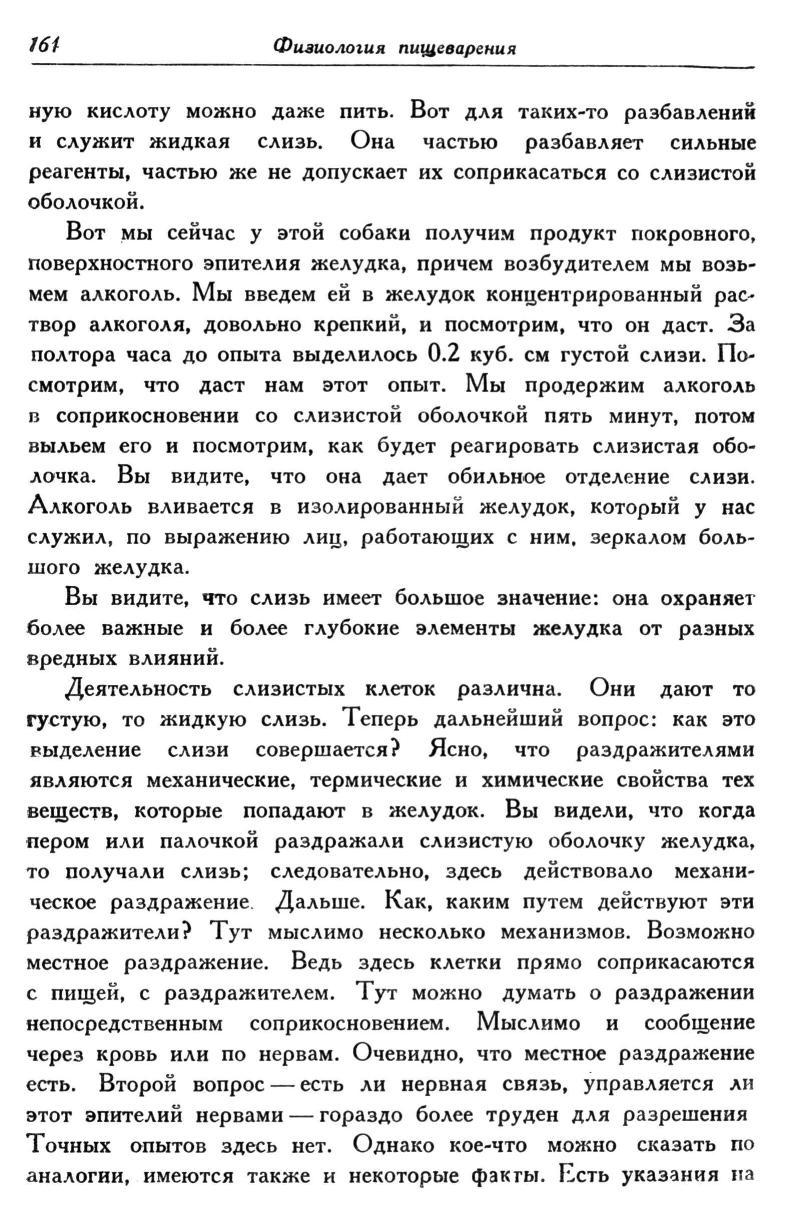 164 Физиология пищеварения
ную кислоту можно даже пить. Вот для таких-то разбавлений
и служит жидкая слизь. Она частью разбавляет сильные
реагенты, частью же не допускает их соприкасаться со слизистой
оболочкой.
Вот мы сейчас у этой собаки получим продукт покровного,
поверхностного эпителия желудка, причем возбудителем мы возь-
мем алкоголь. Мы введем ей в желудок концентрированный рас-
твор алкоголя, довольно крепкий, и посмотрим, что он даст. За
полтора часа до опыта выделилось 0.2 куб. см густой слизи. По-
смотрим, что даст нам этот опыт. Мы продержим алкоголь
в соприкосновении со слизистой оболочкой пять минут, потом
выльем его и посмотрим, как будет реагировать слизистая обо-
лочка. Вы видите, что она дает обильное отделение слизи.
Алкоголь вливается в изолированный желудок, который у нас
служил, по выражению лиц, работающих с ним, зеркалом боль-
шого желудка.
Вы видите, что слизь имеет большое значение: она охраняет
более важные и более глубокие элементы желудка от разных
вредных влияний.
Деятельность слизистых клеток различна. Они дают то
густую, то жидкую слизь. Теперь дальнейший вопрос: как это
выделение слизи совершается? Ясно, что раздражителями
являются механические, термические и химические свойства тех
веществ, которые попадают в желудок. Вы видели, что когда
пером или палочкой раздражали слизистую оболочку желудка,
то получали слизь; следовательно, здесь действовало механи-
ческое раздражение. Дальше. Как, каким путем действуют эти
раздражители? Тут мыслимо несколько механизмов. Возможно
местное раздражение. Ведь здесь клетки прямо соприкасаются
с пищей, с раздражителем. Тут можно думать о раздражении
непосредственным соприкосновением. Мыслимо и сообщение
через кровь или по нервам. Очевидно, что местное раздражение
есть. Второй вопрос — есть ли нервная связь, управляется ли
этот эпителий нервами — гораздо более труден для разрешения
Точных опытов здесь нет. Однако кое-что можно сказать по
аналогии, имеются также и некоторые факты. Есть указания на